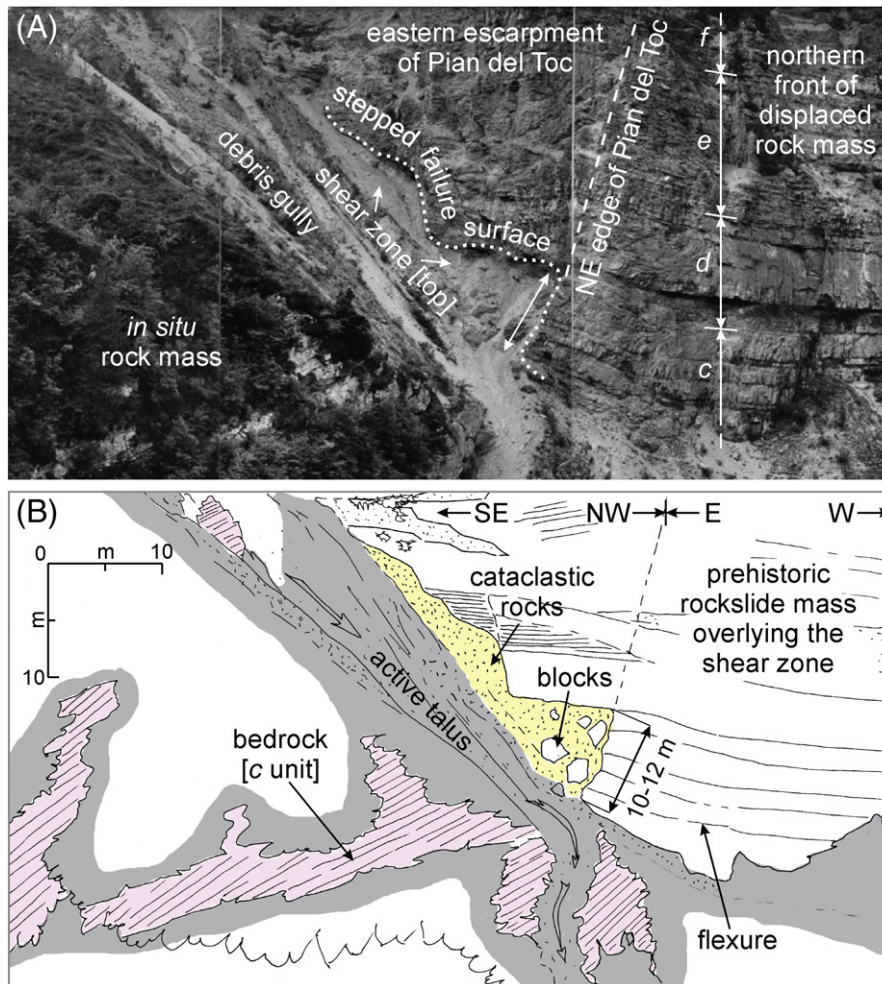 (A)
eastern escarpment
of Pian del Toc
NE edge of Pian del Toc
f
e
d
c
northern
front of
displaced
rock mass
stepped failure surface
debris gully
shear zone [top]
in situ
rock mass
(B)
SE
NW
E
W
0 m 10
m
10
cataclastic
rocks
prehistoric
rockslide mass
overlying the
shear zone
blocks
active talus
bedrock
[c unit]
10-12 m
flexure